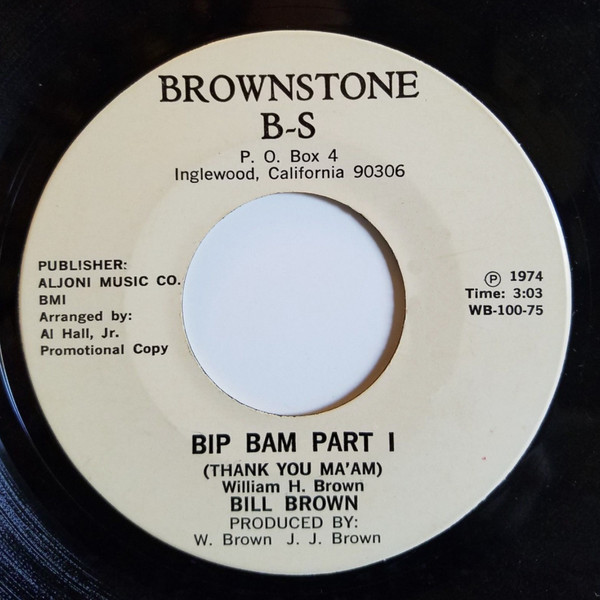 BROWNSTONE
B-S
P. O. Box 4
Inglewood, California 90306
PUBLISHER:
ALJONI MUSIC CO.
BMI
Arranged by:
Al Hall, Jr.
Promotional Copy
℗ 1974
Time: 3:03
WB-100-75
BIP BAM PART I
(THANK YOU MA'AM)
William H. Brown
BILL BROWN
PRODUCED BY:
W. Brown J. J. Brown